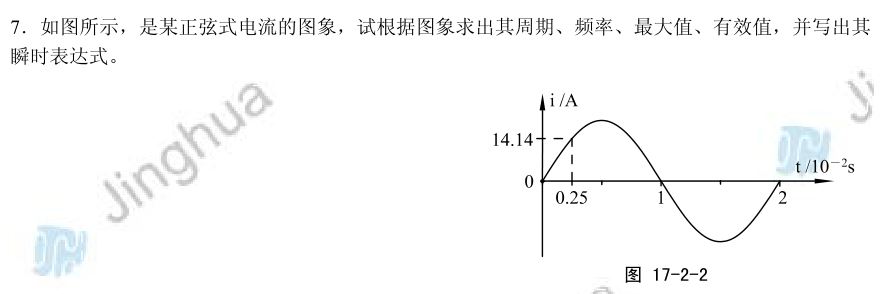 7．如图所示，是某正弦式电流的图象，试根据图象求出其周期、频率、最大值、有效值，并写出其
瞬时表达式。
Jinghua
Ji
i /A
14.14
t /10⁻²s
0
0.25
1
2
图 17-2-2